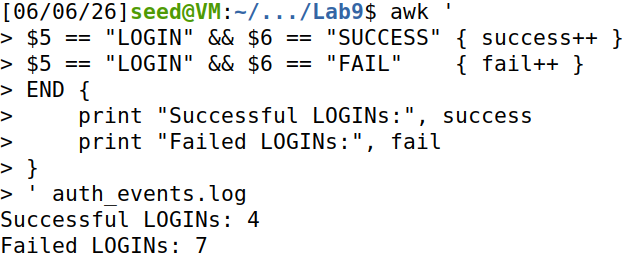 [06/06/26]seed@VM:~/.../Lab9$ awk '
> $5 == "LOGIN" && $6 == "SUCCESS" { success++ }
> $5 == "LOGIN" && $6 == "FAIL"    { fail++ }
> END {
>     print "Successful LOGINs:", success
>     print "Failed LOGINs:", fail
> }
> ' auth_events.log
Successful LOGINs: 4
Failed LOGINs: 7